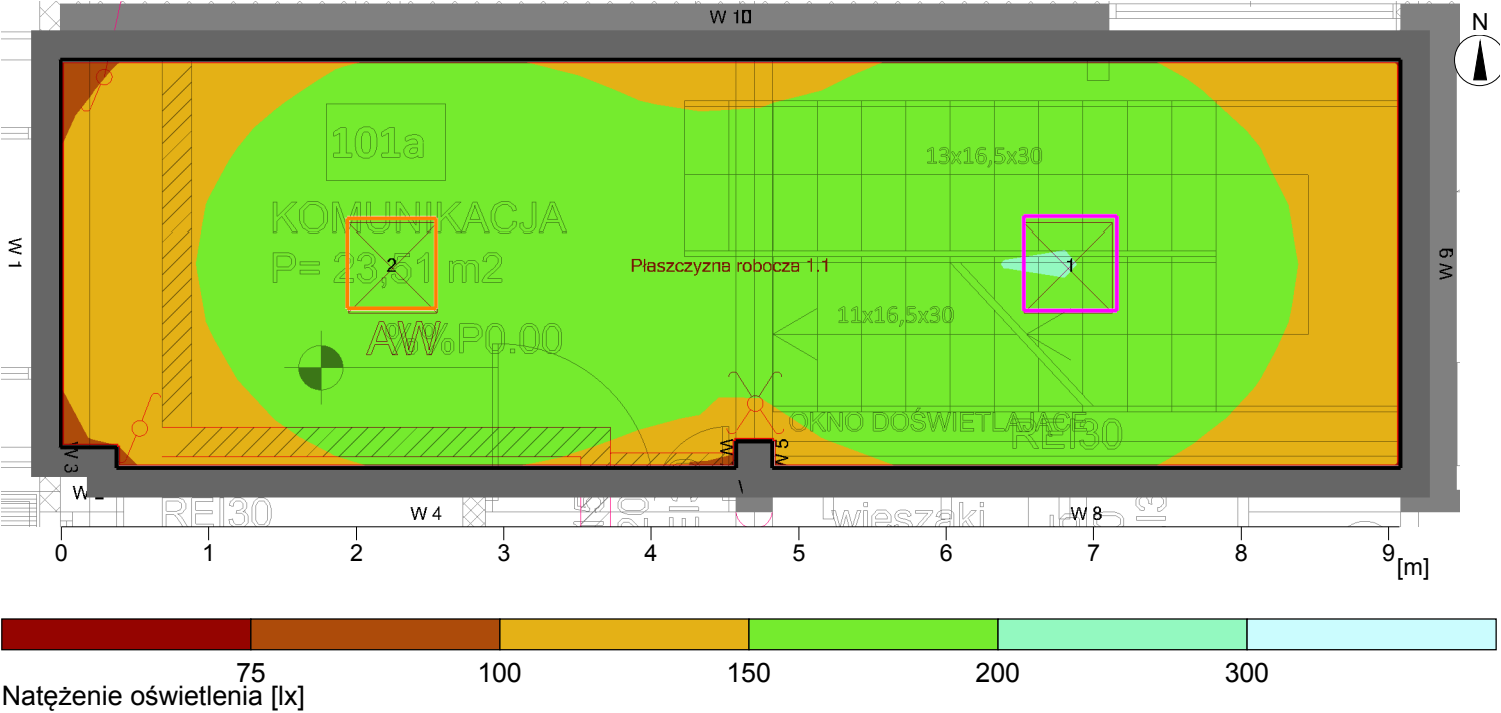 W 10
N
101a
13x16,5x30
KOMUNIKACJA
W 1
P= 23,51 m2
2
Płaszczyzna robocza 1.1
1
W 9
11x16,5x30
P0.00
OKNO DOŚWIETLAJĄCE
REI30
W 3
W 5
REI30
W 4
wieszaki
W 8
0 1 2 3 4 5 6 7 8 9 [m]
75 100 150 200 300
Natężenie oświetlenia [lx]